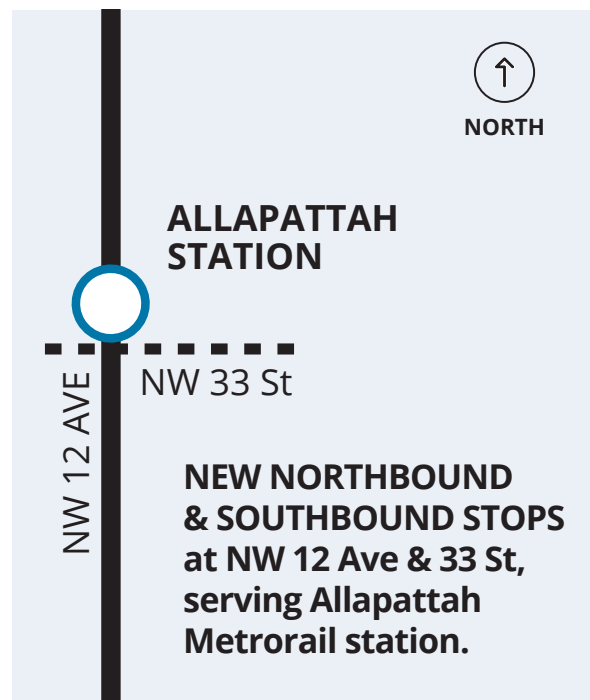 NORTH
ALLAPATTAH
STATION
NW 33 St
NW 12 AVE
NEW NORTHBOUND
& SOUTHBOUND STOPS
at NW 12 Ave & 33 St,
serving Allapattah
Metrorail station.